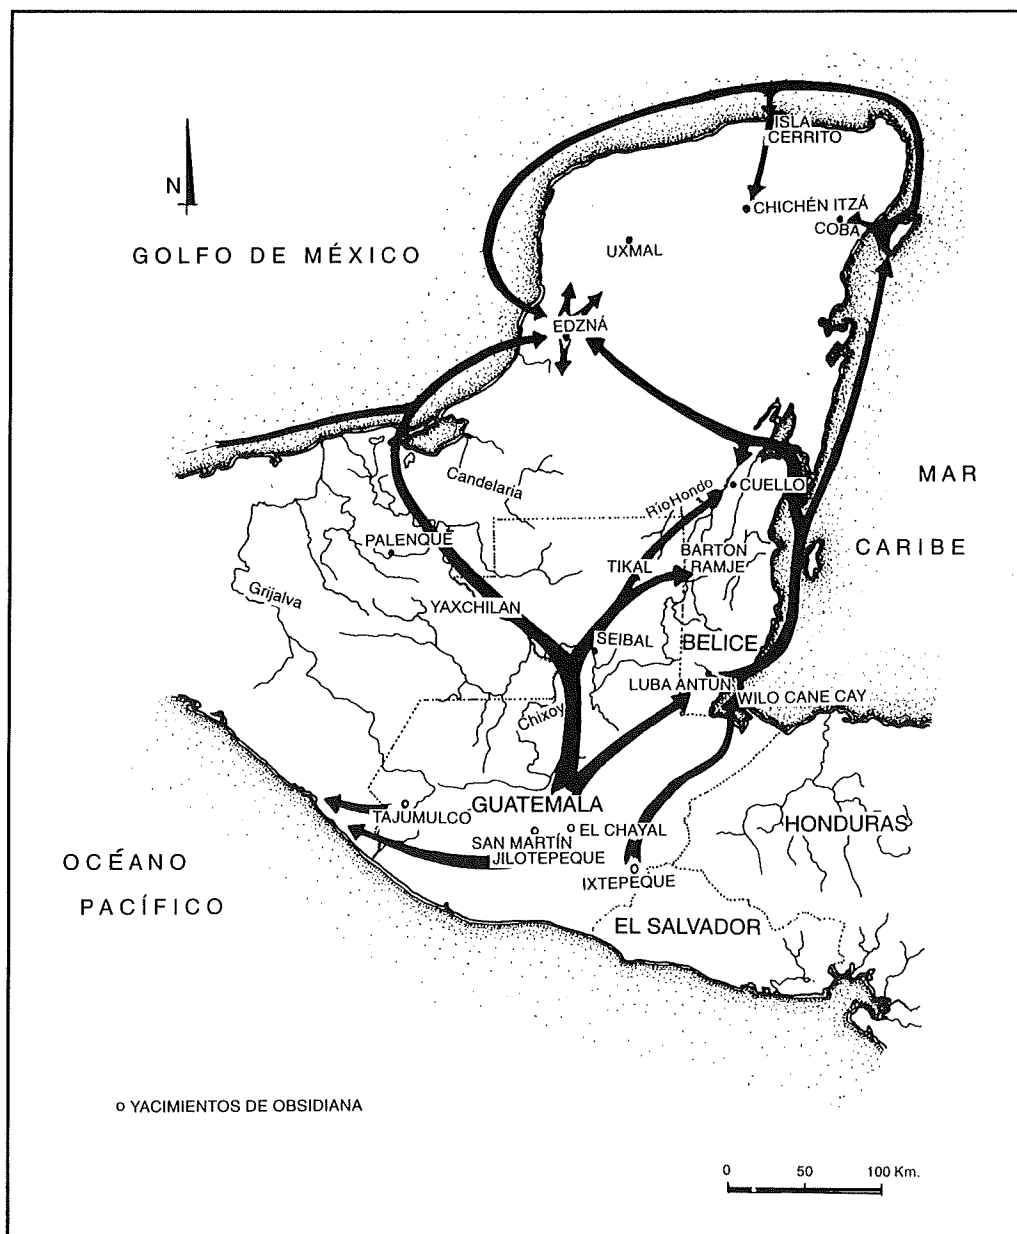 ISLA
CERRITO
N
CHICHÉN ITZÁ
COBÁ
UXMAL
GOLFO DE MÉXICO
EDZNÁ
MAR
CARIBE
Candelaria
Río Hondo
CUELLO
PALENQUE
BARTON
RAMJE
TIKAL
Grijalva
YAXCHILAN
SEIBAL
BELICE
LUBA ANTUN
WILO CANE CAY
Chixoy
GUATEMALA
TAJUMULCO
SAN MARTÍN
JILOTEPEQUE
EL CHAYAL
HONDURAS
IXTEPEQUE
OCÉANO
PACÍFICO
EL SALVADOR
YACIMIENTOS DE OBSIDIANA
0 50 100 Km.